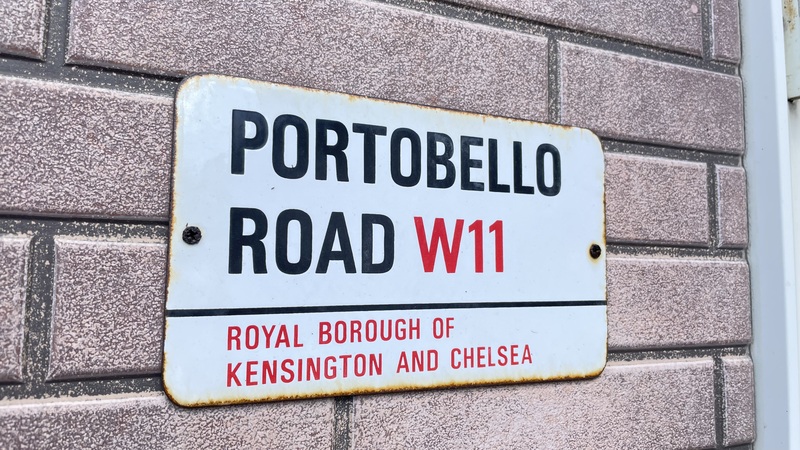 PORTOBELLO
ROAD W11
ROYAL BOROUGH OF
KENSINGTON AND CHELSEA